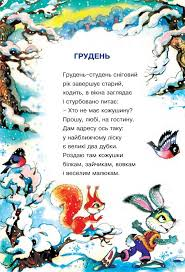 ГРУДЕНЬ
Грудень-студень сніговий
рік завершує старий,
ходить, в вікна заглядає
і стурбовано питає:
- Хто не має кожушину?
Прошу, любі, на гостину.
Дам адресу ось таку:
у найближчому ліску
є великі два дубки.
Роздаю там кожушки
білкам, зайчикам, вовкам
і веселим малюкам.